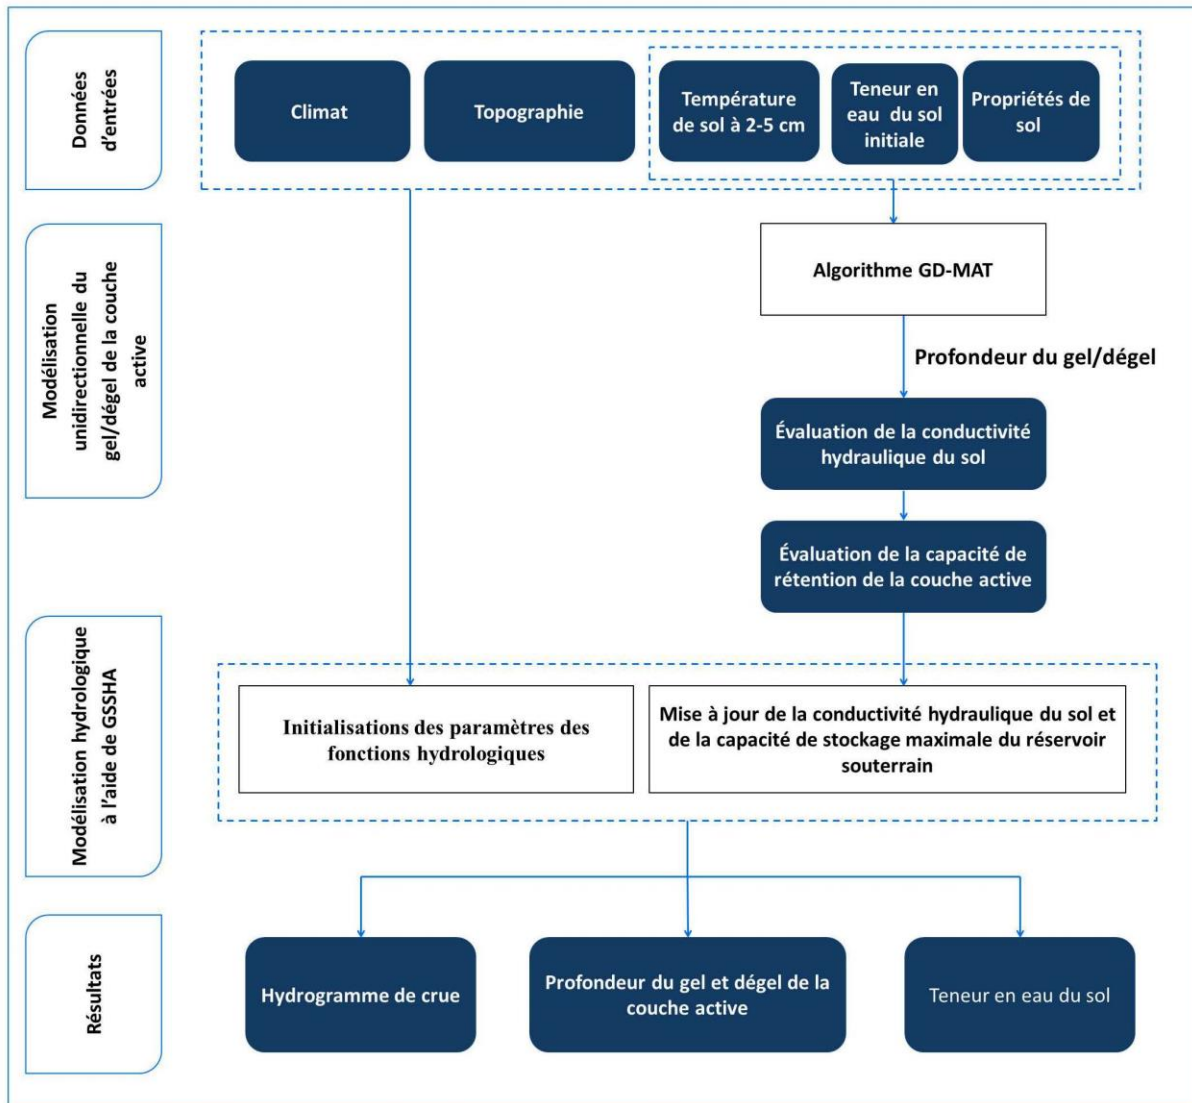 Données
d'entrées
Climat
Topographie
Température
de sol à 2-5 cm
Teneur en
eau du sol
initiale
Propriétés de
sol
Modélisation
unidirectionnelle du
gel/dégel de la couche
active
Algorithme GD-MAT
Profondeur du gel/dégel
Évaluation de la conductivité
hydraulique du sol
Évaluation de la capacité de
rétention de la couche active
Modélisation hydrologique
à l'aide de GSSHA
Initialisations des paramètres des
fonctions hydrologiques
Mise à jour de la conductivité hydraulique du sol et
de la capacité de stockage maximale du réservoir
souterrain
Résultats
Hydrogramme de crue
Profondeur du gel et dégel de la
couche active
Teneur en eau du sol